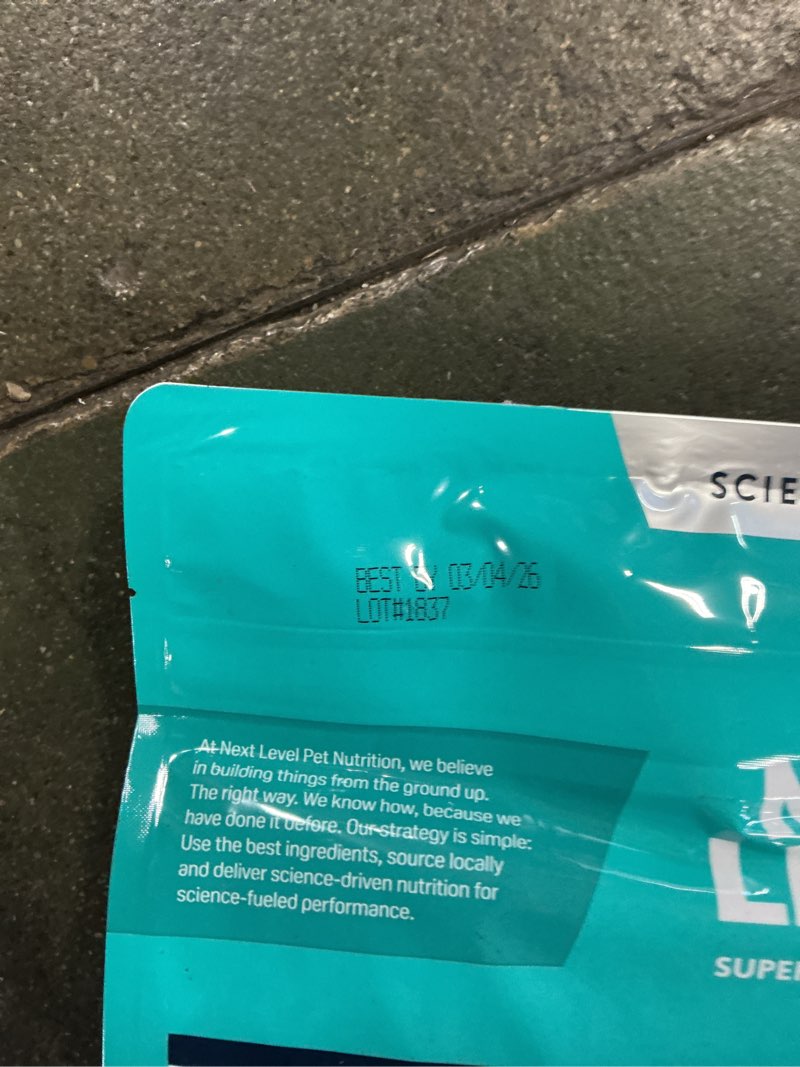 SCIE
BEST BY 03/04/26
LOT#1837
At Next Level Pet Nutrition, we believe
in building things from the ground up.
The right way. We know how, because we
have done it before. Our strategy is simple:
Use the best ingredients, source locally
and deliver science-driven nutrition for
science-fueled performance.
SUPER